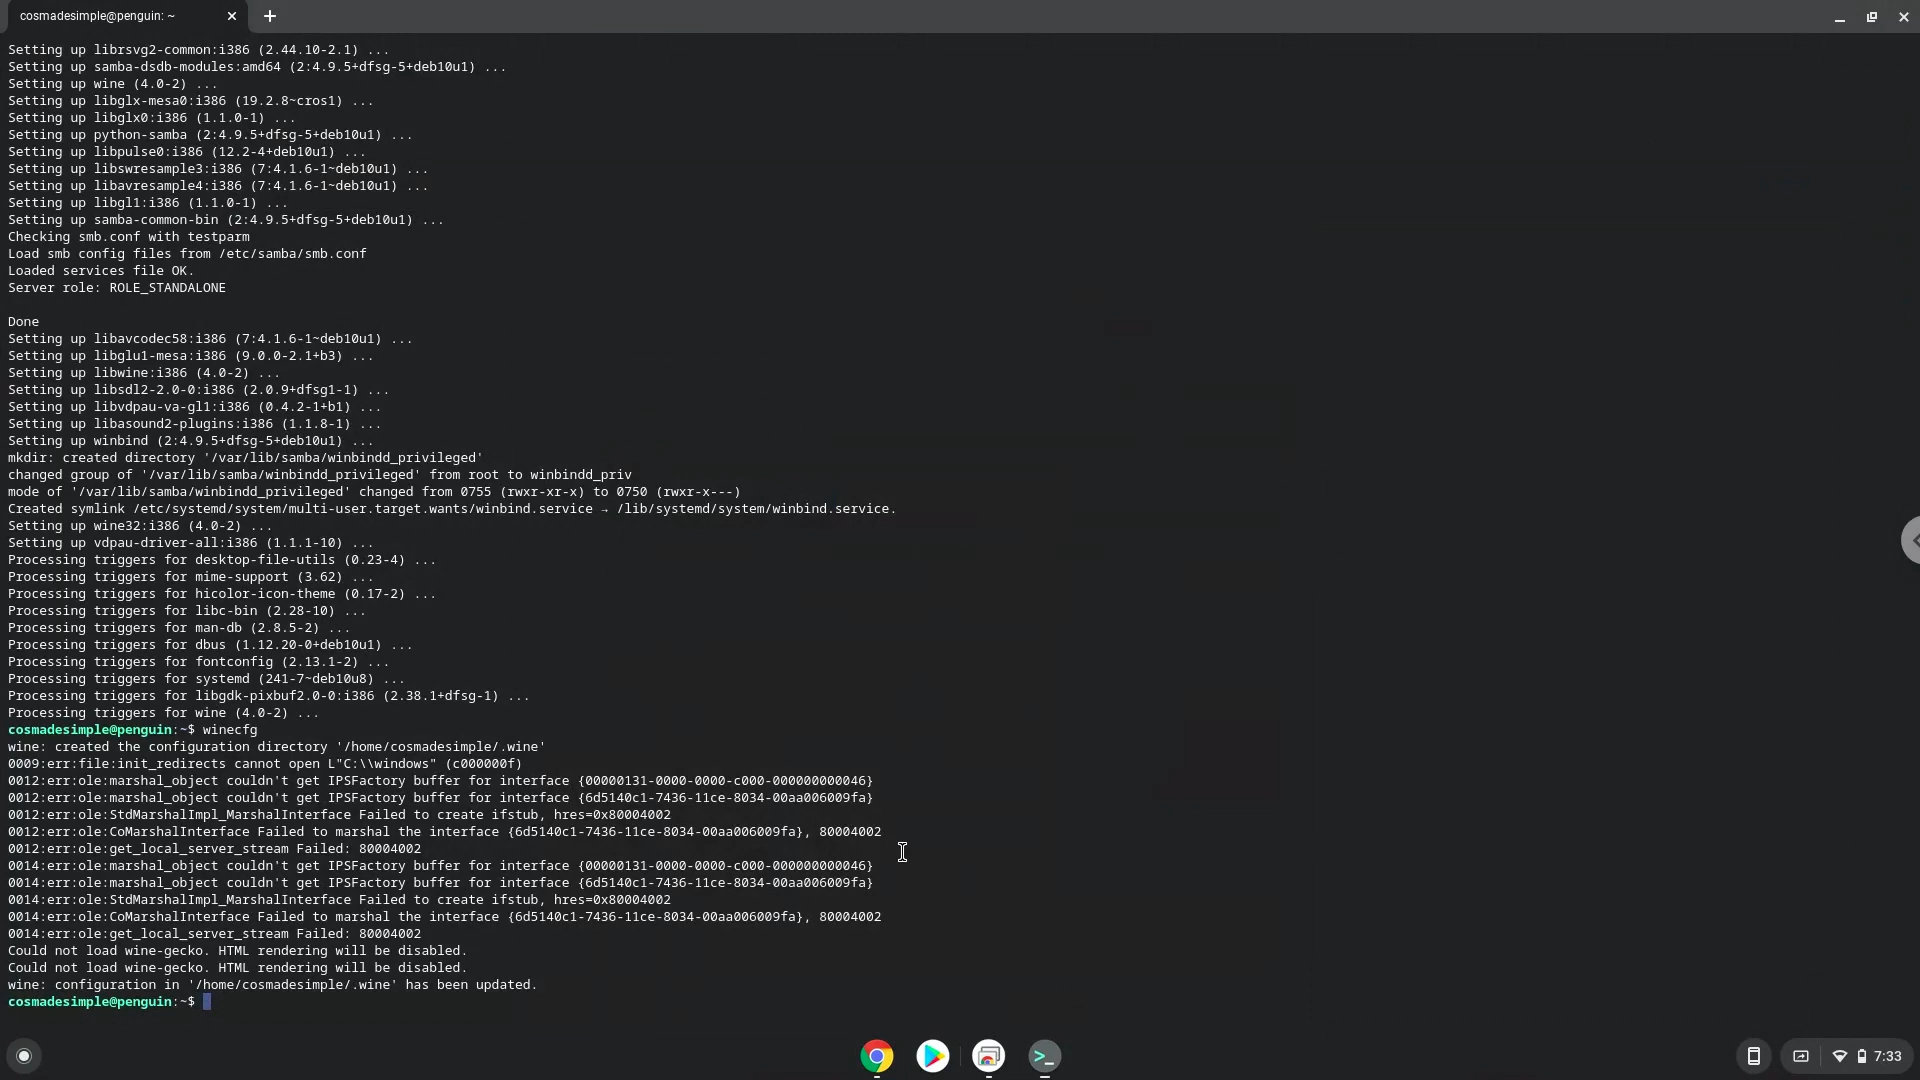 cosmadesimple@penguin: ~
Setting up librsvg2-common:i386 (2.44.10-2.1) ...
Setting up samba-dsdb-modules:amd64 (2:4.9.5+dfsg-5+deb10u1) ...
Setting up wine (4.0-2) ...
Setting up libglx-mesa0:i386 (19.2.8~cros1) ...
Setting up libglx0:i386 (1.1.0-1) ...
Setting up python-samba (2:4.9.5+dfsg-5+deb10u1) ...
Setting up libpulse0:i386 (12.2-4+deb10u1) ...
Setting up libswresample3:i386 (7:4.1.6-1~deb10u1) ...
Setting up libavresample4:i386 (7:4.1.6-1~deb10u1) ...
Setting up libgl1:i386 (1.1.0-1) ...
Setting up samba-common-bin (2:4.9.5+dfsg-5+deb10u1) ...
Checking smb.conf with testparm
Load smb config files from /etc/samba/smb.conf
Loaded services file OK.
Server role: ROLE_STANDALONE
Done
Setting up libavcodec58:i386 (7:4.1.6-1~deb10u1) ...
Setting up libglu1-mesa:i386 (9.0.0-2.1+b3) ...
Setting up libwine:i386 (4.0-2) ...
Setting up libsdl2-2.0-0:i386 (2.0.9+dfsg1-1) ...
Setting up libvdpau-va-gl1:i386 (0.4.2-1+b1) ...
Setting up libasound2-plugins:i386 (1.1.8-1) ...
Setting up winbind (2:4.9.5+dfsg-5+deb10u1) ...
mkdir: created directory '/var/lib/samba/winbindd_privileged'
changed group of '/var/lib/samba/winbindd_privileged' from root to winbindd_priv
mode of '/var/lib/samba/winbindd_privileged' changed from 0755 (rwxr-xr-x) to 0750 (rwxr-x---)
Created symlink /etc/systemd/system/multi-user.target.wants/winbind.service → /lib/systemd/system/winbind.service.
Setting up wine32:i386 (4.0-2) ...
Setting up vdpau-driver-all:i386 (1.1.1-10) ...
Processing triggers for desktop-file-utils (0.23-4) ...
Processing triggers for mime-support (3.62) ...
Processing triggers for hicolor-icon-theme (0.17-2) ...
Processing triggers for libc-bin (2.28-10) ...
Processing triggers for man-db (2.8.5-2) ...
Processing triggers for dbus (1.12.20-0+deb10u1) ...
Processing triggers for fontconfig (2.13.1-2) ...
Processing triggers for systemd (241-7~deb10u8) ...
Processing triggers for libgdk-pixbuf2.0-0:i386 (2.38.1+dfsg-1) ...
Processing triggers for wine (4.0-2) ...
cosmadesimple@penguin:~$ winecfg
wine: created the configuration directory '/home/cosmadesimple/.wine'
0009:err:file:init_redirects cannot open L"C:\\windows" (c000000f)
0012:err:ole:marshal_object couldn't get IPSFactory buffer for interface {00000131-0000-0000-c000-000000000046}
0012:err:ole:marshal_object couldn't get IPSFactory buffer for interface {6d5140c1-7436-11ce-8034-00aa006009fa}
0012:err:ole:StdMarshalImpl_MarshalInterface Failed to create ifstub, hres=0x80004002
0012:err:ole:CoMarshalInterface Failed to marshal the interface {6d5140c1-7436-11ce-8034-00aa006009fa}, 80004002
0012:err:ole:get_local_server_stream Failed: 80004002
0014:err:ole:marshal_object couldn't get IPSFactory buffer for interface {00000131-0000-0000-c000-000000000046}
0014:err:ole:marshal_object couldn't get IPSFactory buffer for interface {6d5140c1-7436-11ce-8034-00aa006009fa}
0014:err:ole:StdMarshalImpl_MarshalInterface Failed to create ifstub, hres=0x80004002
0014:err:ole:CoMarshalInterface Failed to marshal the interface {6d5140c1-7436-11ce-8034-00aa006009fa}, 80004002
0014:err:ole:get_local_server_stream Failed: 80004002
Could not load wine-gecko. HTML rendering will be disabled.
Could not load wine-gecko. HTML rendering will be disabled.
wine: configuration in '/home/cosmadesimple/.wine' has been updated.
cosmadesimple@penguin:~$
7:33